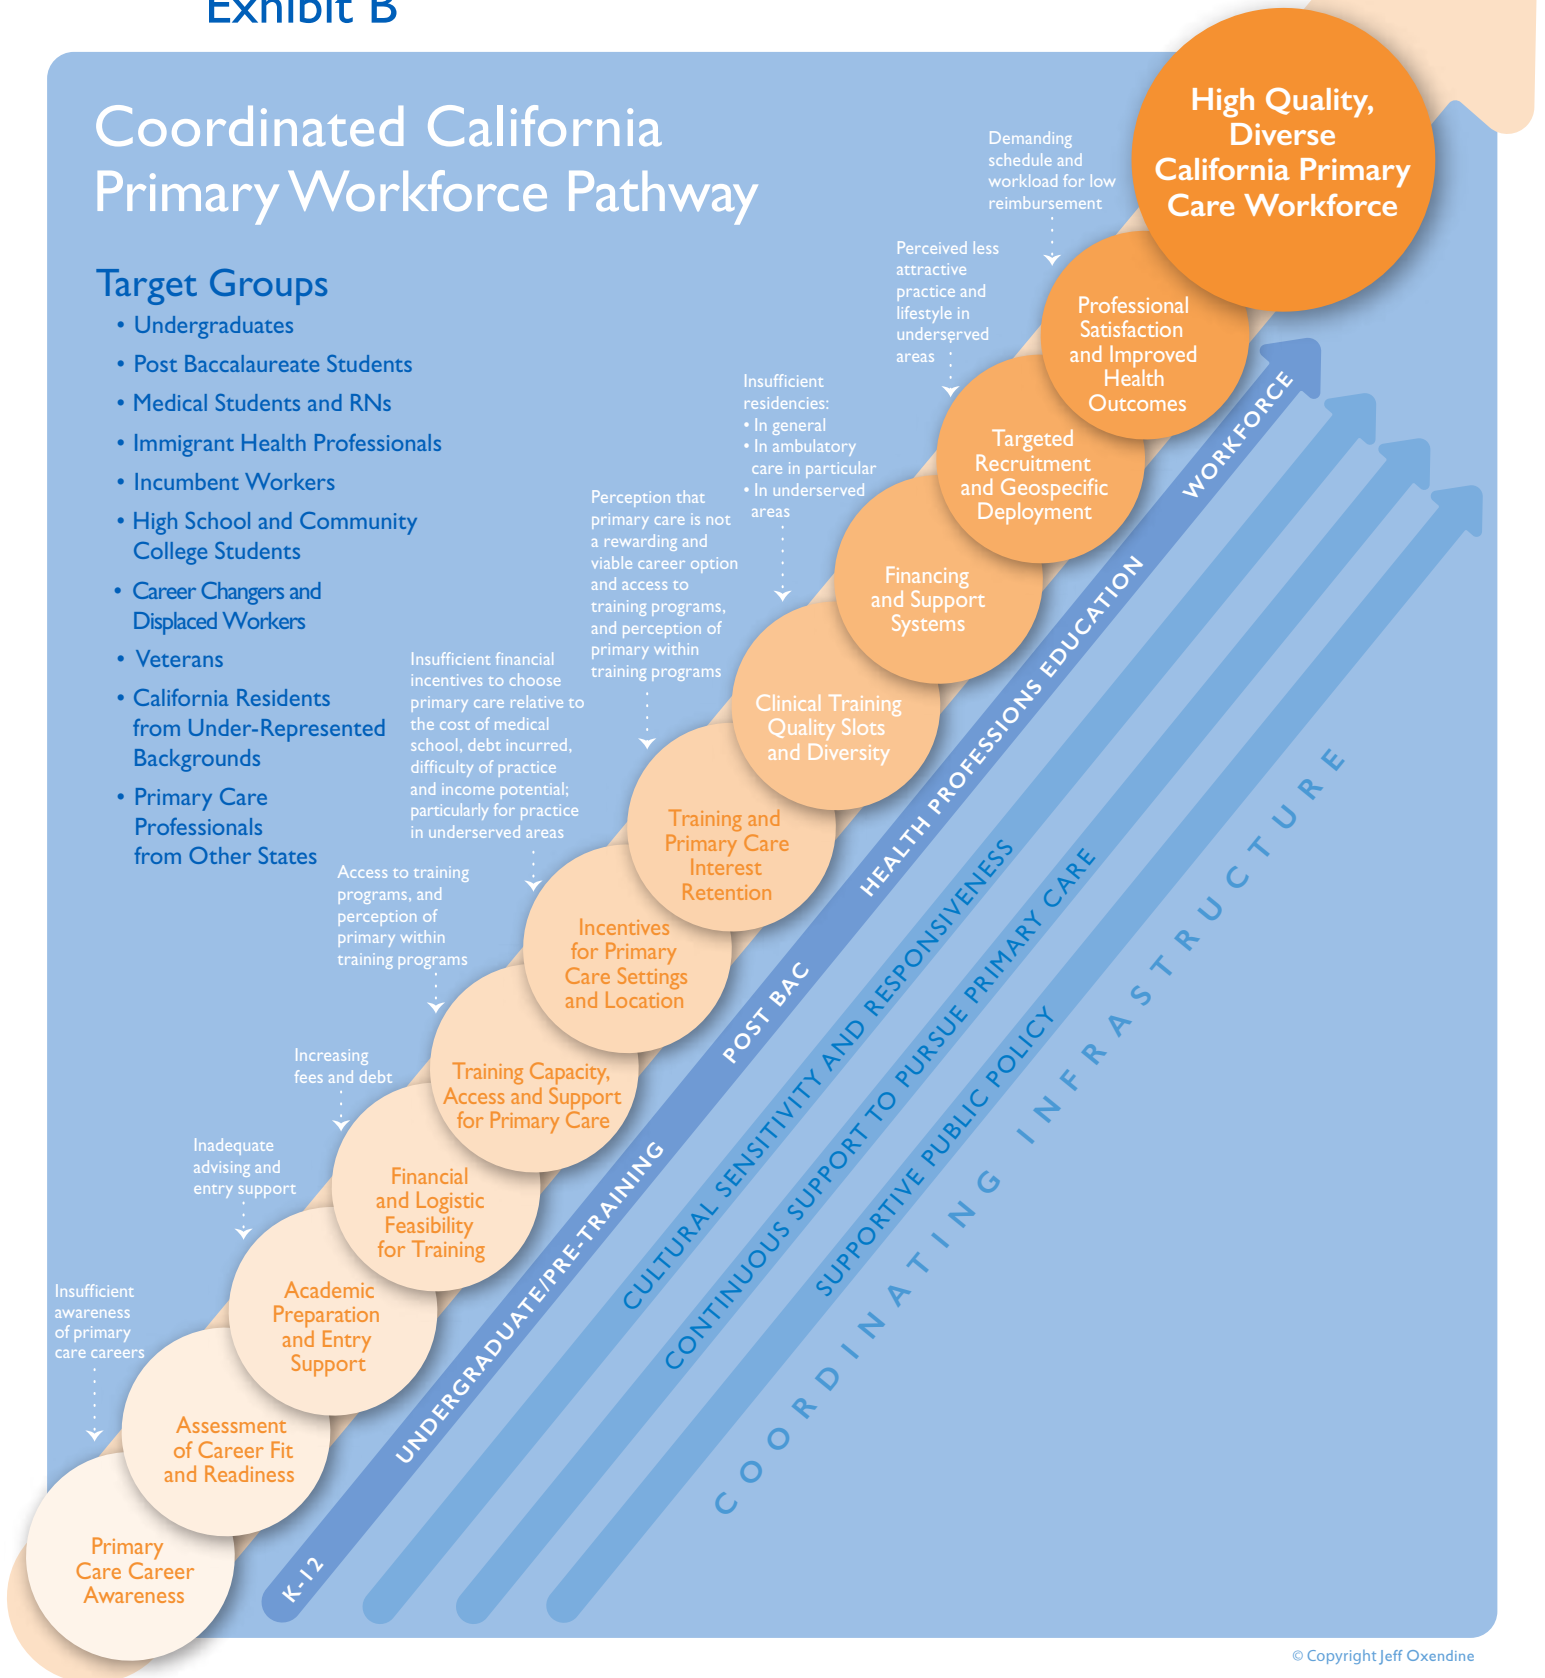 Exhibit B
Coordinated California
Primary Workforce Pathway
Target Groups
• Undergraduates
• Post Baccalaureate Students
• Medical Students and RNs
• Immigrant Health Professionals
• Incumbent Workers
• High School and Community
College Students
• Career Changers and
Displaced Workers
• Veterans
• California Residents
from Under-Represented
Backgrounds
• Primary Care
Professionals
from Other States
Insufficient
awareness
of primary
care careers
Inadequate
advising and
entry support
Increasing
fees and debt
Access to training
programs, and
perception of
primary within
training programs
Insufficient financial
incentives to choose
primary care relative to
the cost of medical
school, debt incurred,
difficulty of practice
and income potential;
particularly for practice
in underserved areas
Perception that
primary care is not
a rewarding and
viable career option
and access to
training programs,
and perception of
primary within
training programs
Insufficient
residencies:
• In general
• In ambulatory
care in particular
• In underserved
areas
Perceived less
attractive
practice and
lifestyle in
underserved
areas
Demanding
schedule and
workload for low
reimbursement
Primary
Care Career
Awareness
Assessment
of Career Fit
and Readiness
Academic
Preparation
and Entry
Support
Financial
and Logistic
Feasibility
for Training
Training Capacity,
Access and Support
for Primary Care
Incentives
for Primary
Care Settings
and Location
Training and
Primary Care
Interest
Retention
Clinical Training
Quality Slots
and Diversity
Financing
and Support
Systems
Targeted
Recruitment
and Geospecific
Deployment
Professional
Satisfaction
and Improved
Health
Outcomes
High Quality,
Diverse
California Primary
Care Workforce
K-12
UNDERGRADUATE/PRE-TRAINING
POST BAC
HEALTH PROFESSIONS EDUCATION
WORKFORCE
CULTURAL SENSITIVITY AND RESPONSIVENESS
CONTINUOUS SUPPORT TO PURSUE PRIMARY CARE
SUPPORTIVE PUBLIC POLICY
COORDINATING INFRASTRUCTURE
© Copyright Jeff Oxendine